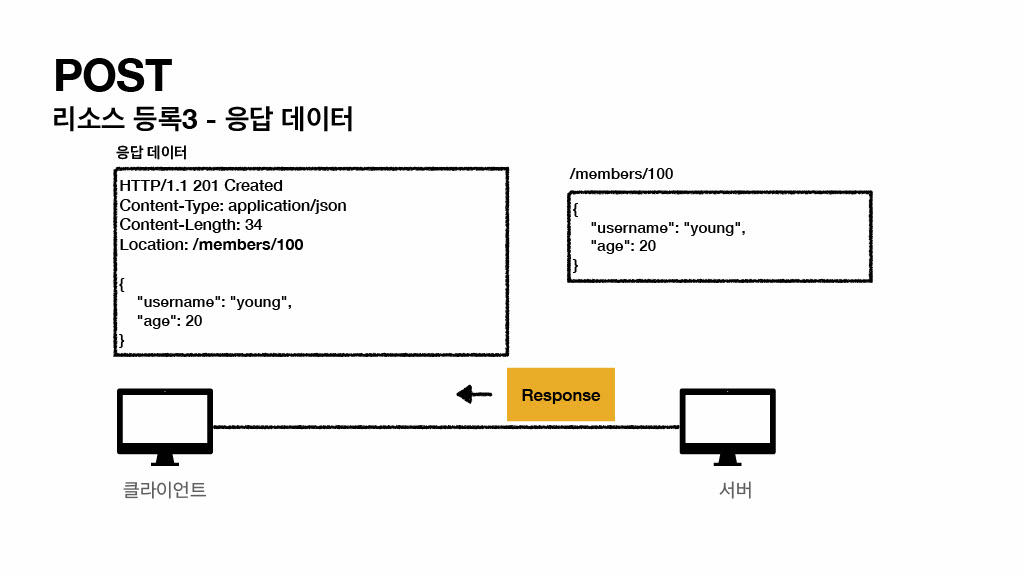 POST
리소스 등록3 - 응답 데이터
응답 데이터
HTTP/1.1 201 Created
Content-Type: application/json
Content-Length: 34
Location: /members/100
{
"username": "young",
"age": 20
}
/members/100
{
"username": "young",
"age": 20
}
Response
클라이언트
서버